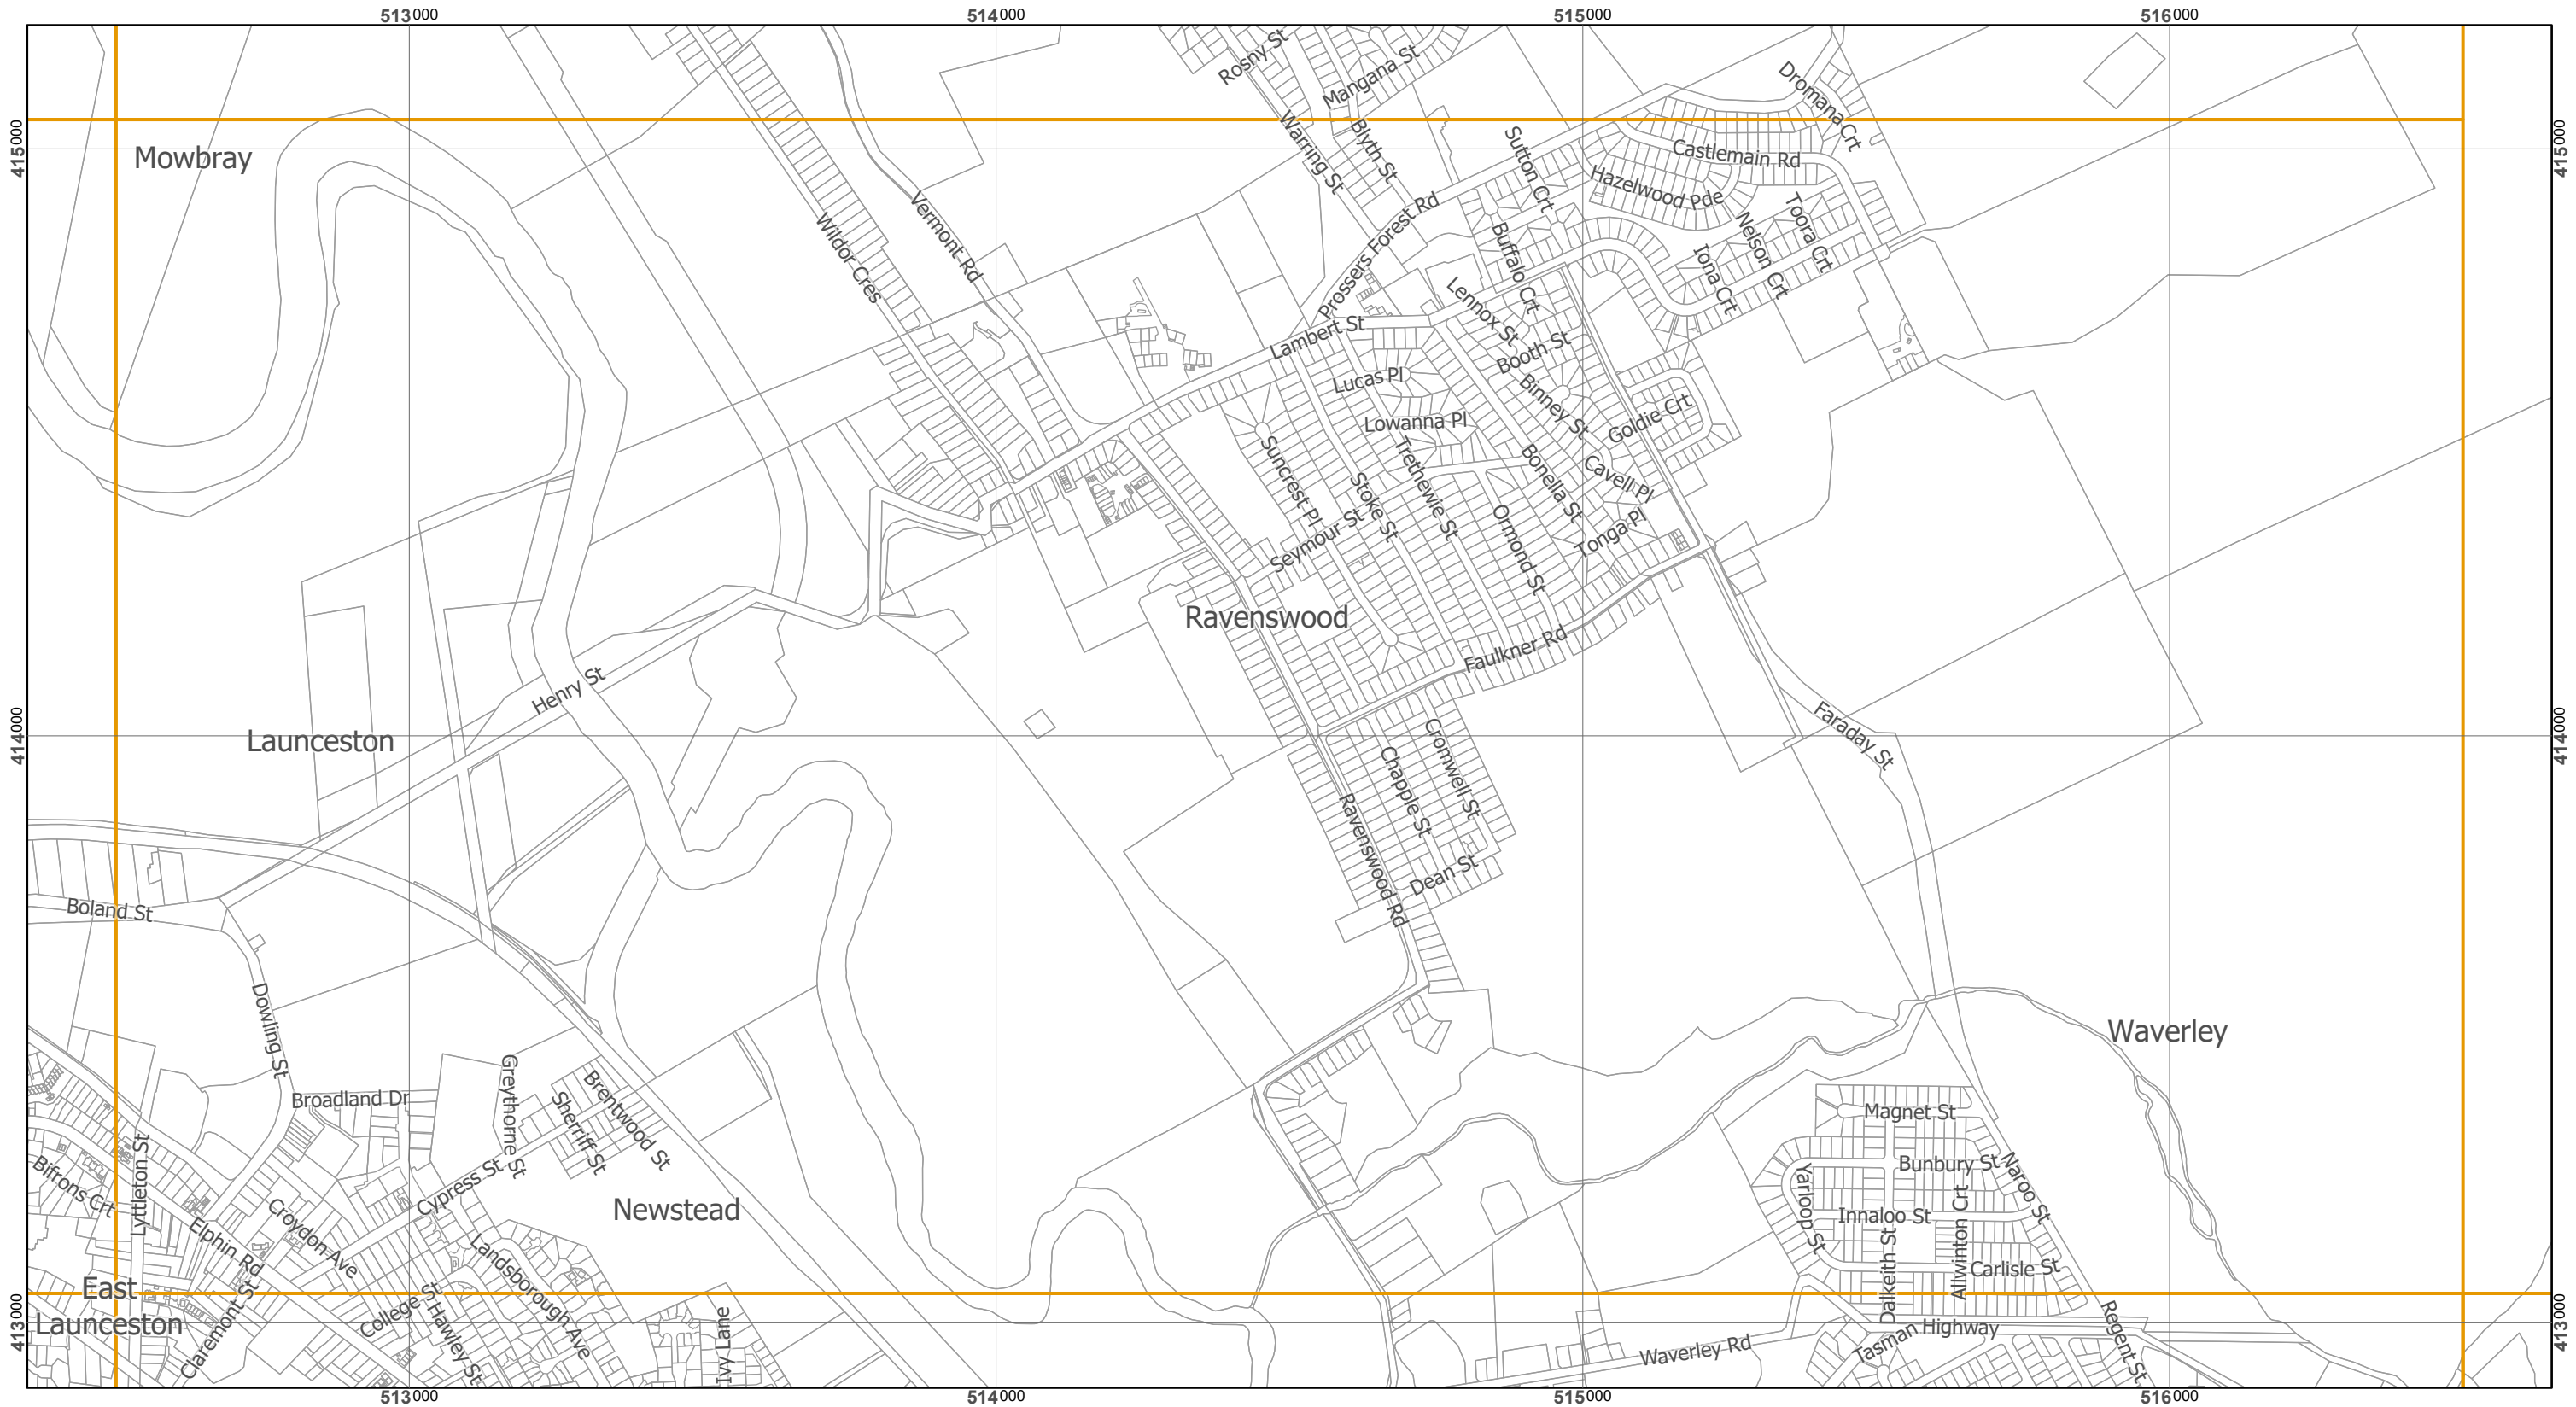 513000
514000
515000
516000
Rosny St
Mangana St
Dromana Crt
415000
415000
Mowbray
Warring St
Blyth St
Sutton Crt
Castlemain Rd
Hazelwood Pde
Vermont Rd
Wildor Cres
Prossers Forest Rd
Buffalo Crt
Nelson Crt
Toora Crt
Iona Crt
Lennox St
Lambert St
Booth St
Lucas Pl
Binney St
Lowanna Pl
Goldie Crt
Suncrest Pl
Trethewie St
Bonella St
Cavell Pl
Stoke St
Seymour St
Ormond St
Tonga Pl
Ravenswood
Faulkner Rd
Henry St
414000
Launceston
Cromwell St
Chapple St
Faraday St
414000
Ravenswood Rd
Dean St
Boland St
Dowling St
Waverley
Broadland Dr
Greythorne St
Sherriff St
Brentwood St
Magnet St
Bifrons Crt
Lyttleton St
Cypress St
Bunbury St
Naroo St
Yarloop St
Newstead
Croydon Ave
Elphin Rd
Innaloo St
Allwinton Crt
Dalkeith St
Landsborough Ave
Carlisle St
East
Launceston
Claremont St
College St
Hawley St
Ivy Lane
413000
413000
Waverley Rd
Tasman Highway
Regent St
513000
514000
515000
516000